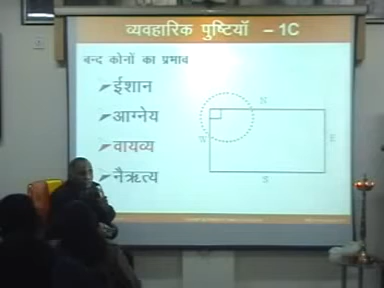 व्यवहारिक पुष्टियॉ – 1C
बन्द कोनों का प्रभाव
ईशान
आग्नेय
वायव्य
नैऋत्य
N
W
E
S